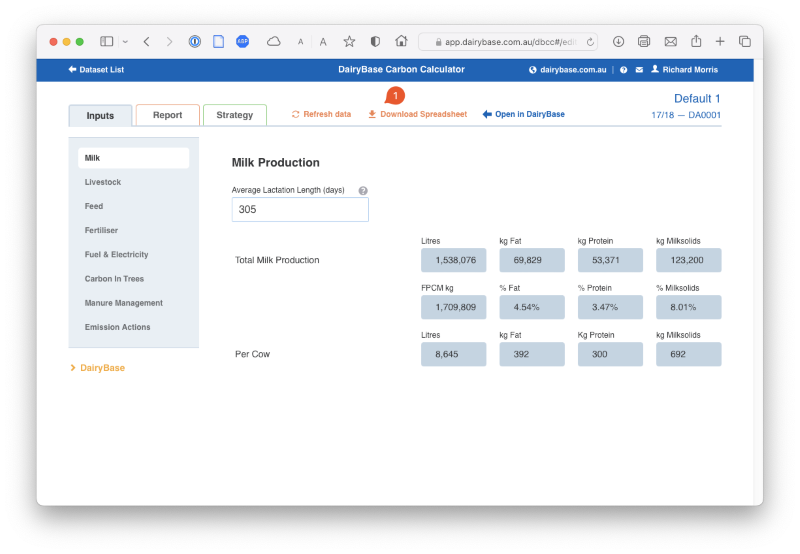 ABP
A
A
app.dairybase.com.au/dbcc#/edi
Dataset List
DairyBase Carbon Calculator
dairybase.com.au | ?
Richard Morris
1
Default 1
Inputs
Report
Strategy
Refresh data
Download Spreadsheet
Open in DairyBase
17/18 — DA0001
Milk
Livestock
Feed
Fertiliser
Fuel & Electricity
Carbon In Trees
Manure Management
Emission Actions
DairyBase
Milk Production
Average Lactation Length (days) ?
305
Litres kg Fat kg Protein kg Milksolids
Total Milk Production 1,538,076 69,829 53,371 123,200
FPCM kg % Fat % Protein % Milksolids
1,709,809 4.54% 3.47% 8.01%
Litres kg Fat Kg Protein kg Milksolids
Per Cow 8,645 392 300 692